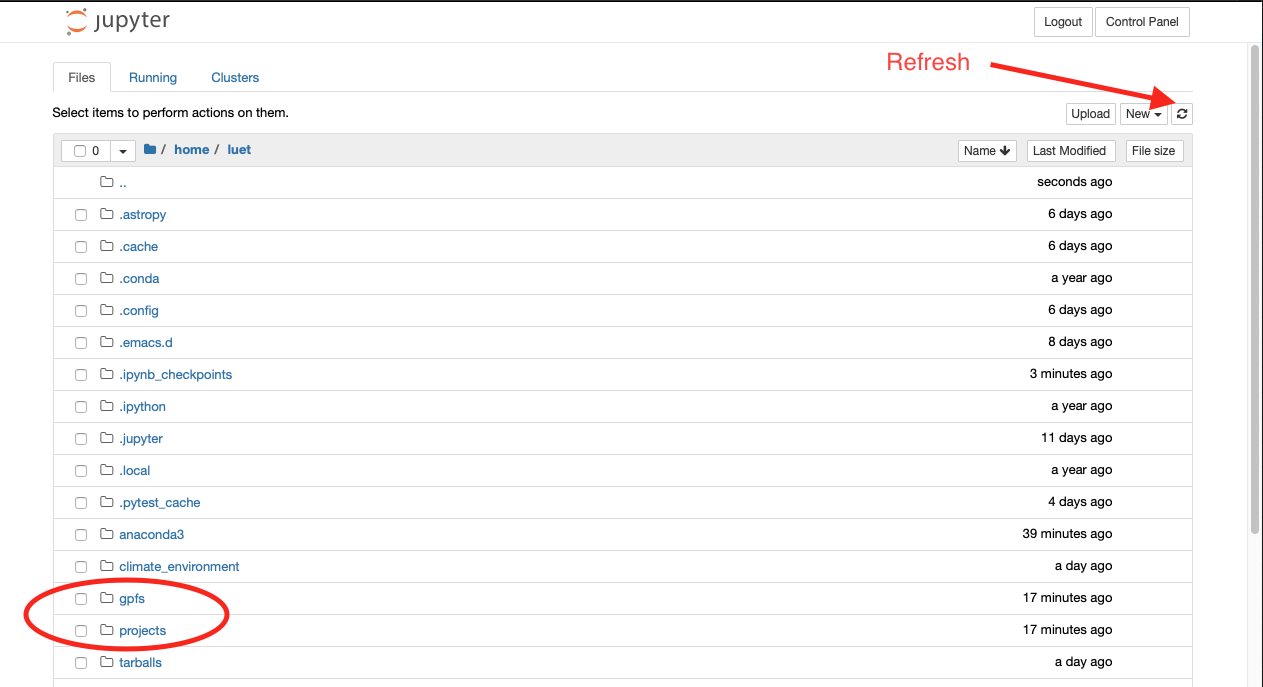 jupyter
Logout Control Panel
Refresh
Files Running Clusters
Select items to perform actions on them.
Upload New
0 / home / luet Name Last Modified File size
.. seconds ago
.astropy 6 days ago
.cache 6 days ago
.conda a year ago
.config 6 days ago
.emacs.d 8 days ago
.ipynb_checkpoints 3 minutes ago
.ipython a year ago
.jupyter 11 days ago
.local a year ago
.pytest_cache 4 days ago
anaconda3 39 minutes ago
climate_environment a day ago
gpfs 17 minutes ago
projects 17 minutes ago
tarballs a day ago